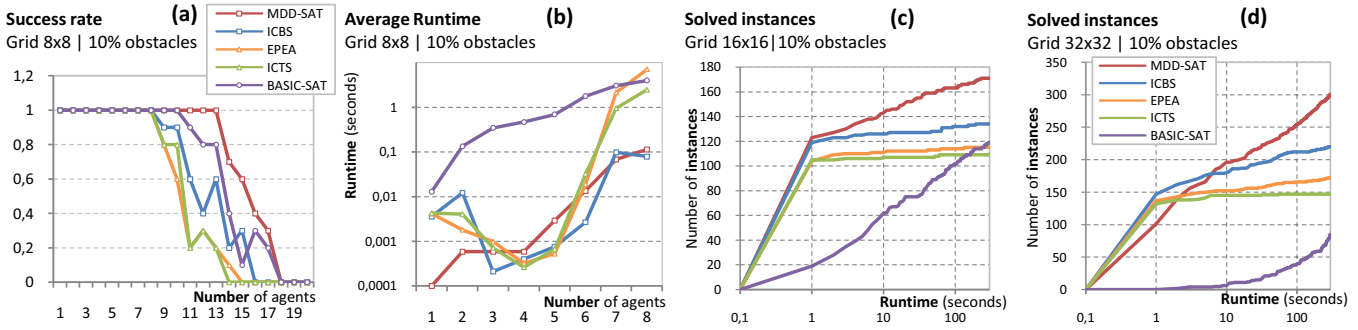 Success rate (a)
Grid 8x8 | 10% obstacles
MDD-SAT
ICBS
EPEA
ICTS
BASIC-SAT
1,2
1
0,8
0,6
0,4
0,2
0
Number of agents
1 3 5 7 9 11 13 15 17 19
Average Runtime (b)
Grid 8x8 | 10% obstacles
Runtime (seconds)
1
0,1
0,01
0,001
0,0001
Number of agents
1 2 3 4 5 6 7 8
(c)
Solved instances
Grid 16x16|10% obstacles
Number of instances
180
160
140
120
100
80
60
40
20
0
Runtime (seconds)
0,1 1 10 100
(d)
Solved instances
Grid 32x32 | 10% obstacles
MDD-SAT
ICBS
EPEA
ICTS
BASIC-SAT
Number of instances
350
300
250
200
150
100
50
0
Runtime (seconds)
0,1 1 10 100